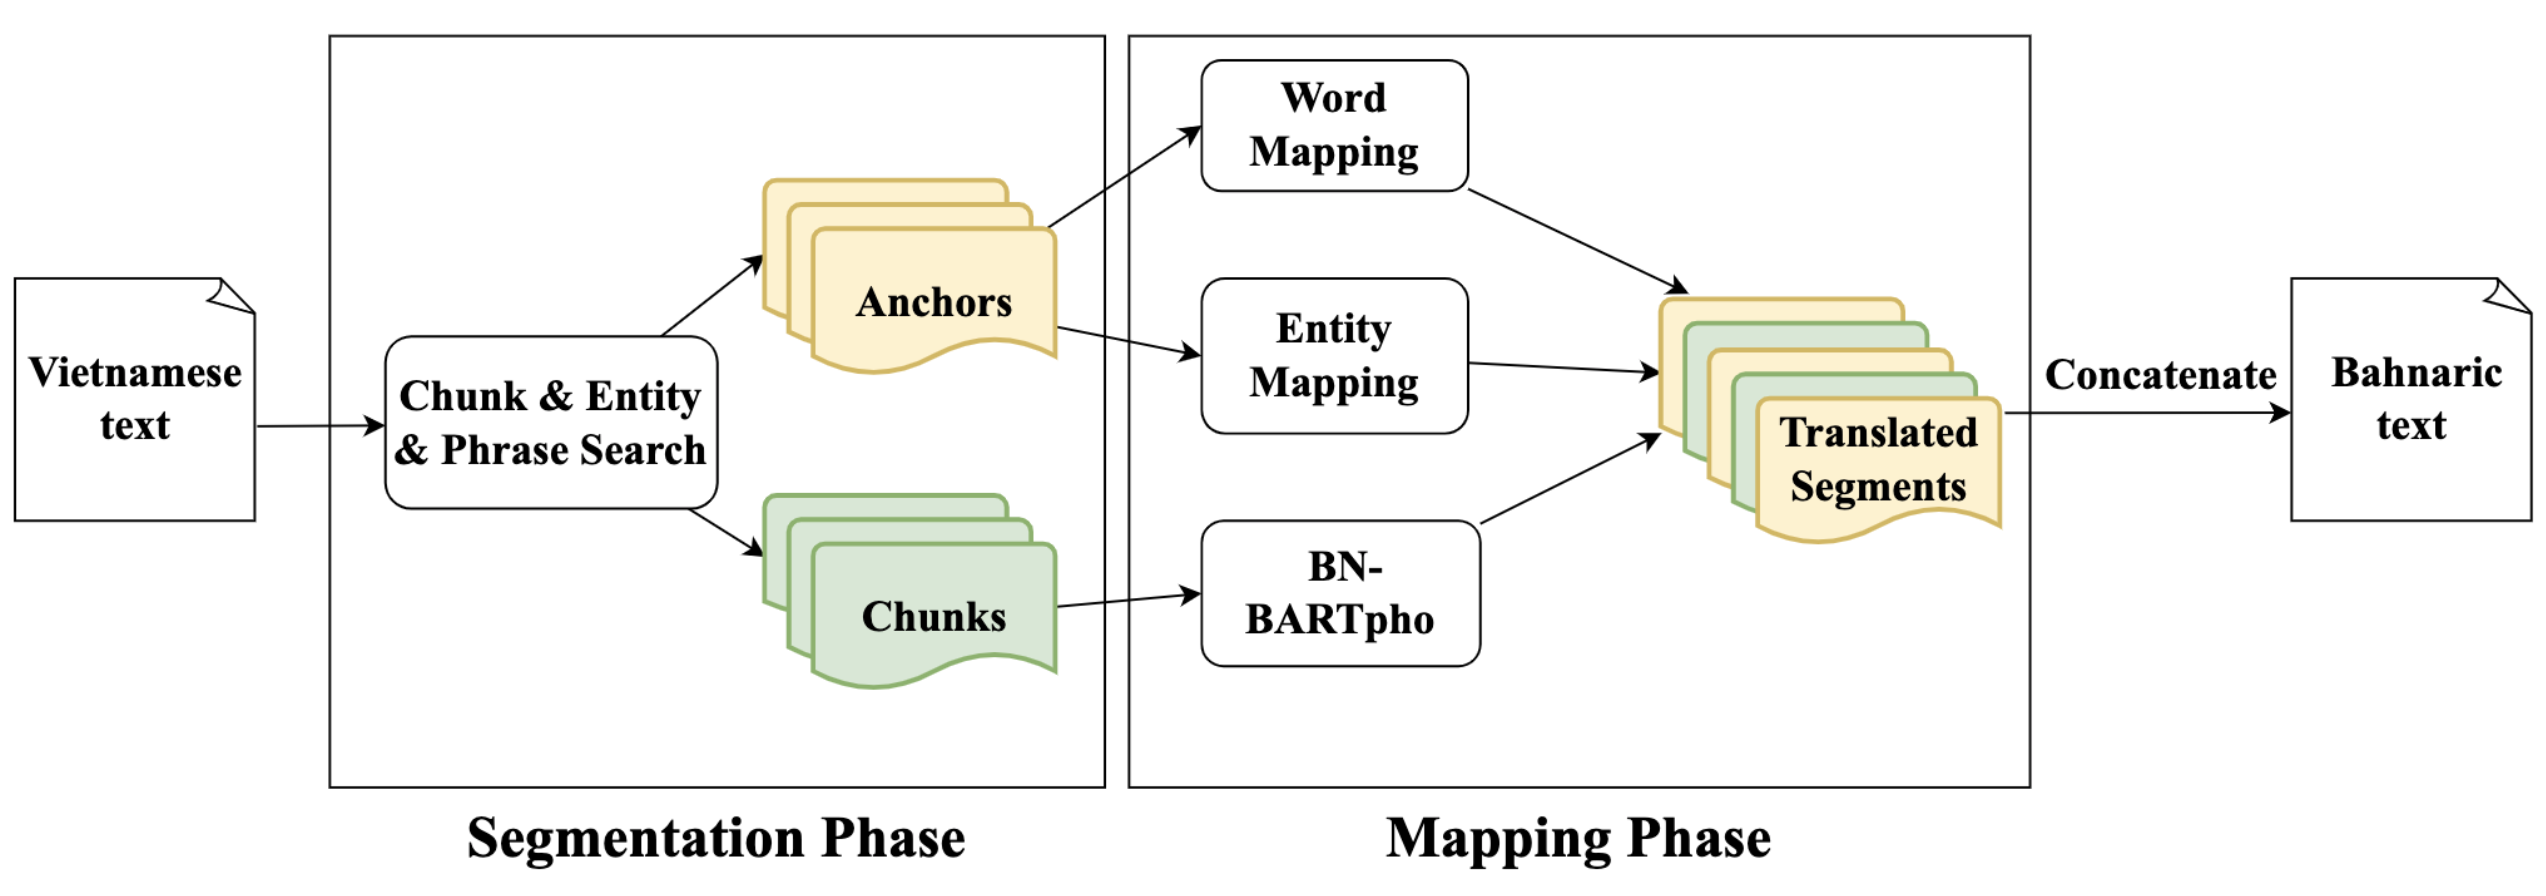 Vietnamese
text
Chunk & Entity
& Phrase Search
Anchors
Chunks
Segmentation Phase
Word
Mapping
Entity
Mapping
BN-
BARTpho
Translated
Segments
Mapping Phase
Concatenate
Bahnaric
text